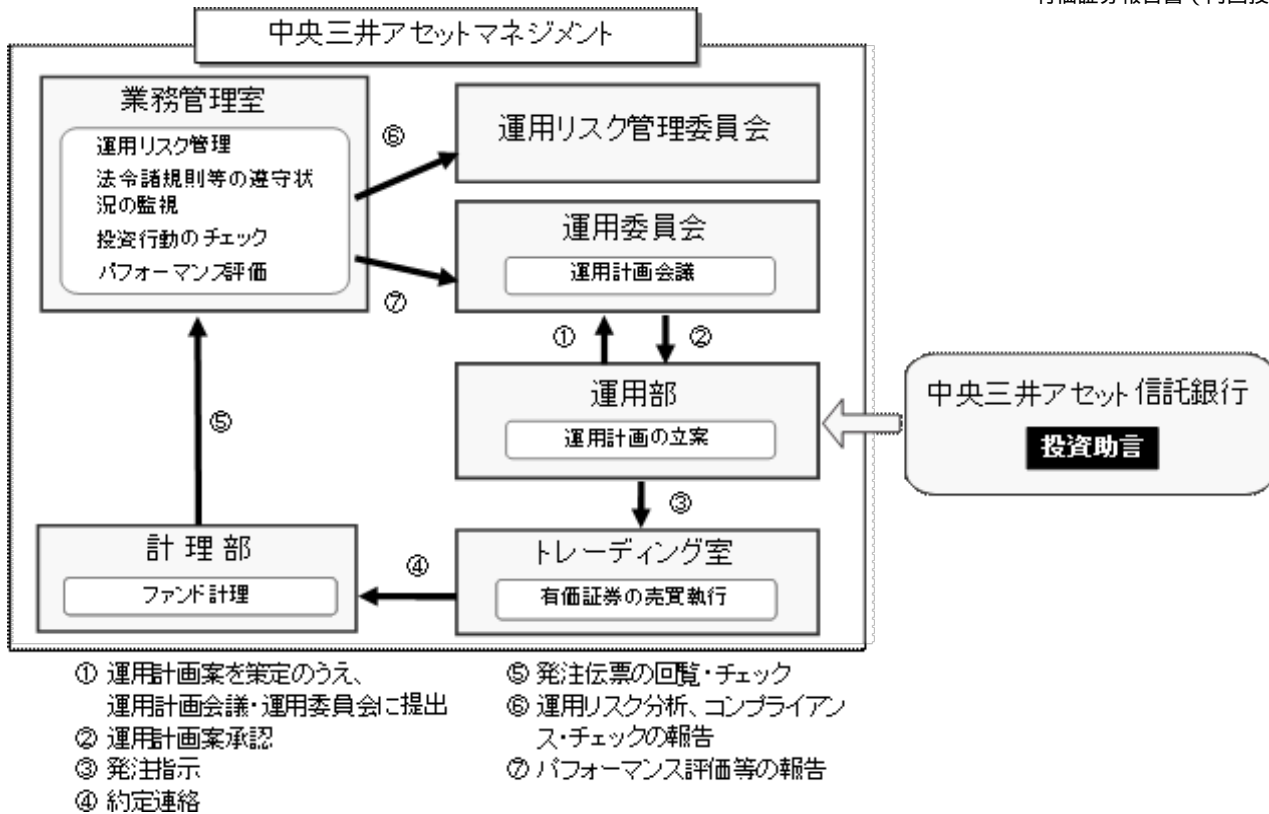 中央三井アセットマネジメント
業務管理室
運用リスク管理
法令諸規則等の遵守状
況の監視
投資行動のチェック
パフォーマンス評価
⑥
⑦
運用リスク管理委員会
運用委員会
運用計画会議
①
②
運用部
運用計画の立案
中央三井アセット信託銀行
投資助言
③
⑤
計理部
ファンド計理
④
トレーディング室
有価証券の売買執行
① 運用計画案を策定のうえ、
運用計画会議・運用委員会に提出
② 運用計画案承認
③ 発注指示
④ 約定連絡
⑤ 発注伝票の回覧・チェック
⑥ 運用リスク分析、コンプライアン
ス・チェックの報告
⑦ パフォーマンス評価等の報告